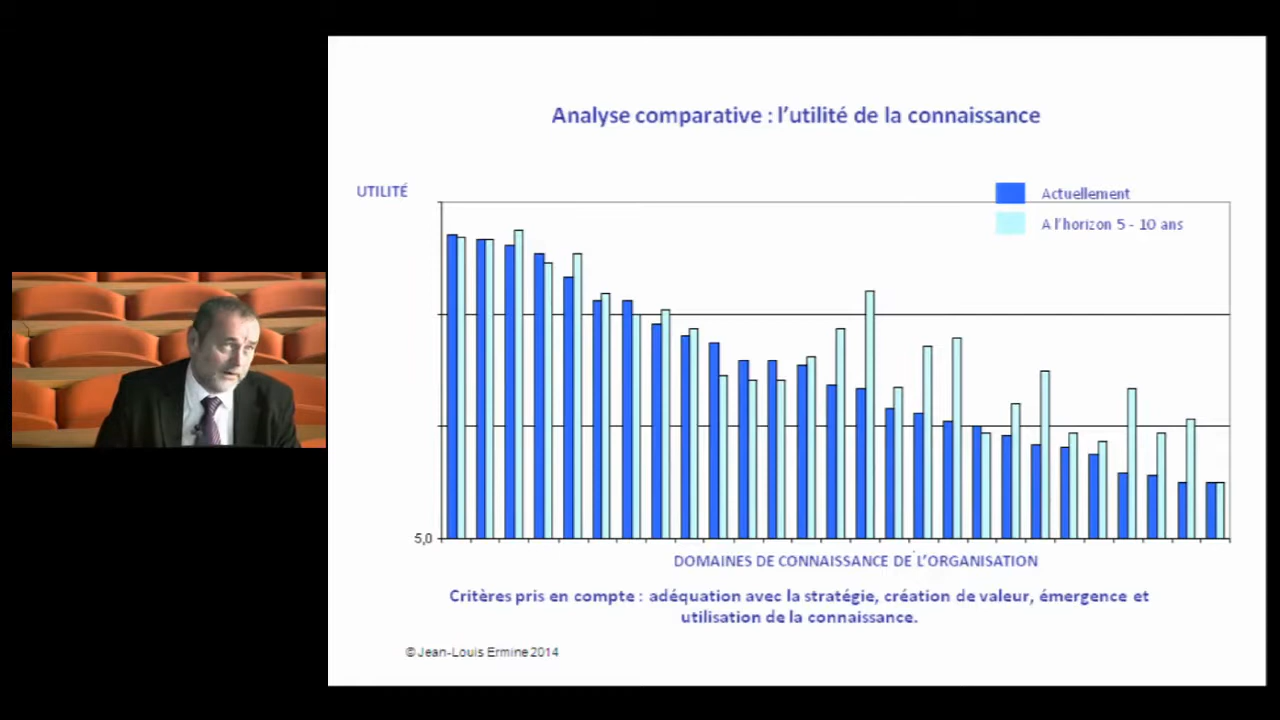 Analyse comparative : l'utilité de la connaissance
UTILITÉ
Actuellement
A l'horizon 5 - 10 ans
5,0
DOMAINES DE CONNAISSANCE DE L'ORGANISATION
Critères pris en compte : adéquation avec la stratégie, création de valeur, émergence et
utilisation de la connaissance.
© Jean-Louis Ermine 2014